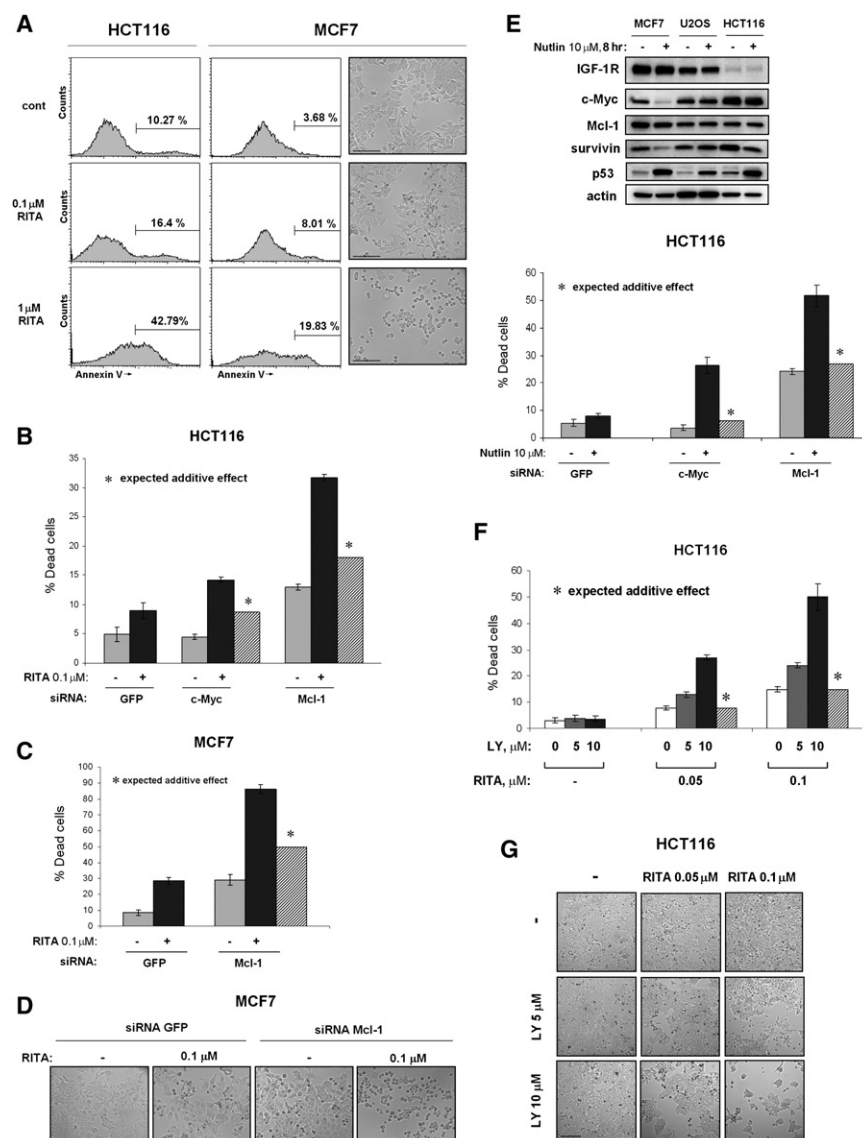 A
HCT116 MCF7
cont
Counts
10.27 % 3.68 %
0.1 μM
RITA
Counts
16.4 % 8.01 %
1μM
RITA
Counts
42.79% 19.83 %
Annexin V→ Annexin V→
B
HCT116
* expected additive effect
% Dead cells
35
30
25
20
15
10
5
0
* *
RITA 0.1 μM: - + - + - +
siRNA: GFP c-Myc Mcl-1
C
MCF7
* expected additive effect
% Dead cells
100
90
80
70
60
50
40
30
20
10
0
*
RITA 0.1 μM: - + - +
siRNA: GFP Mcl-1
D
MCF7
siRNA GFP siRNA Mcl-1
RITA: - 0.1 μM - 0.1 μM
E
MCF7 U2OS HCT116
Nutlin 10 μM, 8 hr: - + - + - +
IGF-1R
c-Myc
Mcl-1
survivin
p53
actin
HCT116
* expected additive effect
% Dead cells
60
50
40
30
20
10
0
* *
Nutlin 10 μM: - + - + - +
siRNA: GFP c-Myc Mcl-1
F
HCT116
* expected additive effect
% Dead cells
60
50
40
30
20
10
0
* *
LY, μM: 0 5 10 0 5 10 0 5 10
RITA, μM: - 0.05 0.1
G
HCT116
- RITA 0.05 μM RITA 0.1 μM
-
LY 5 μM
LY 10 μM